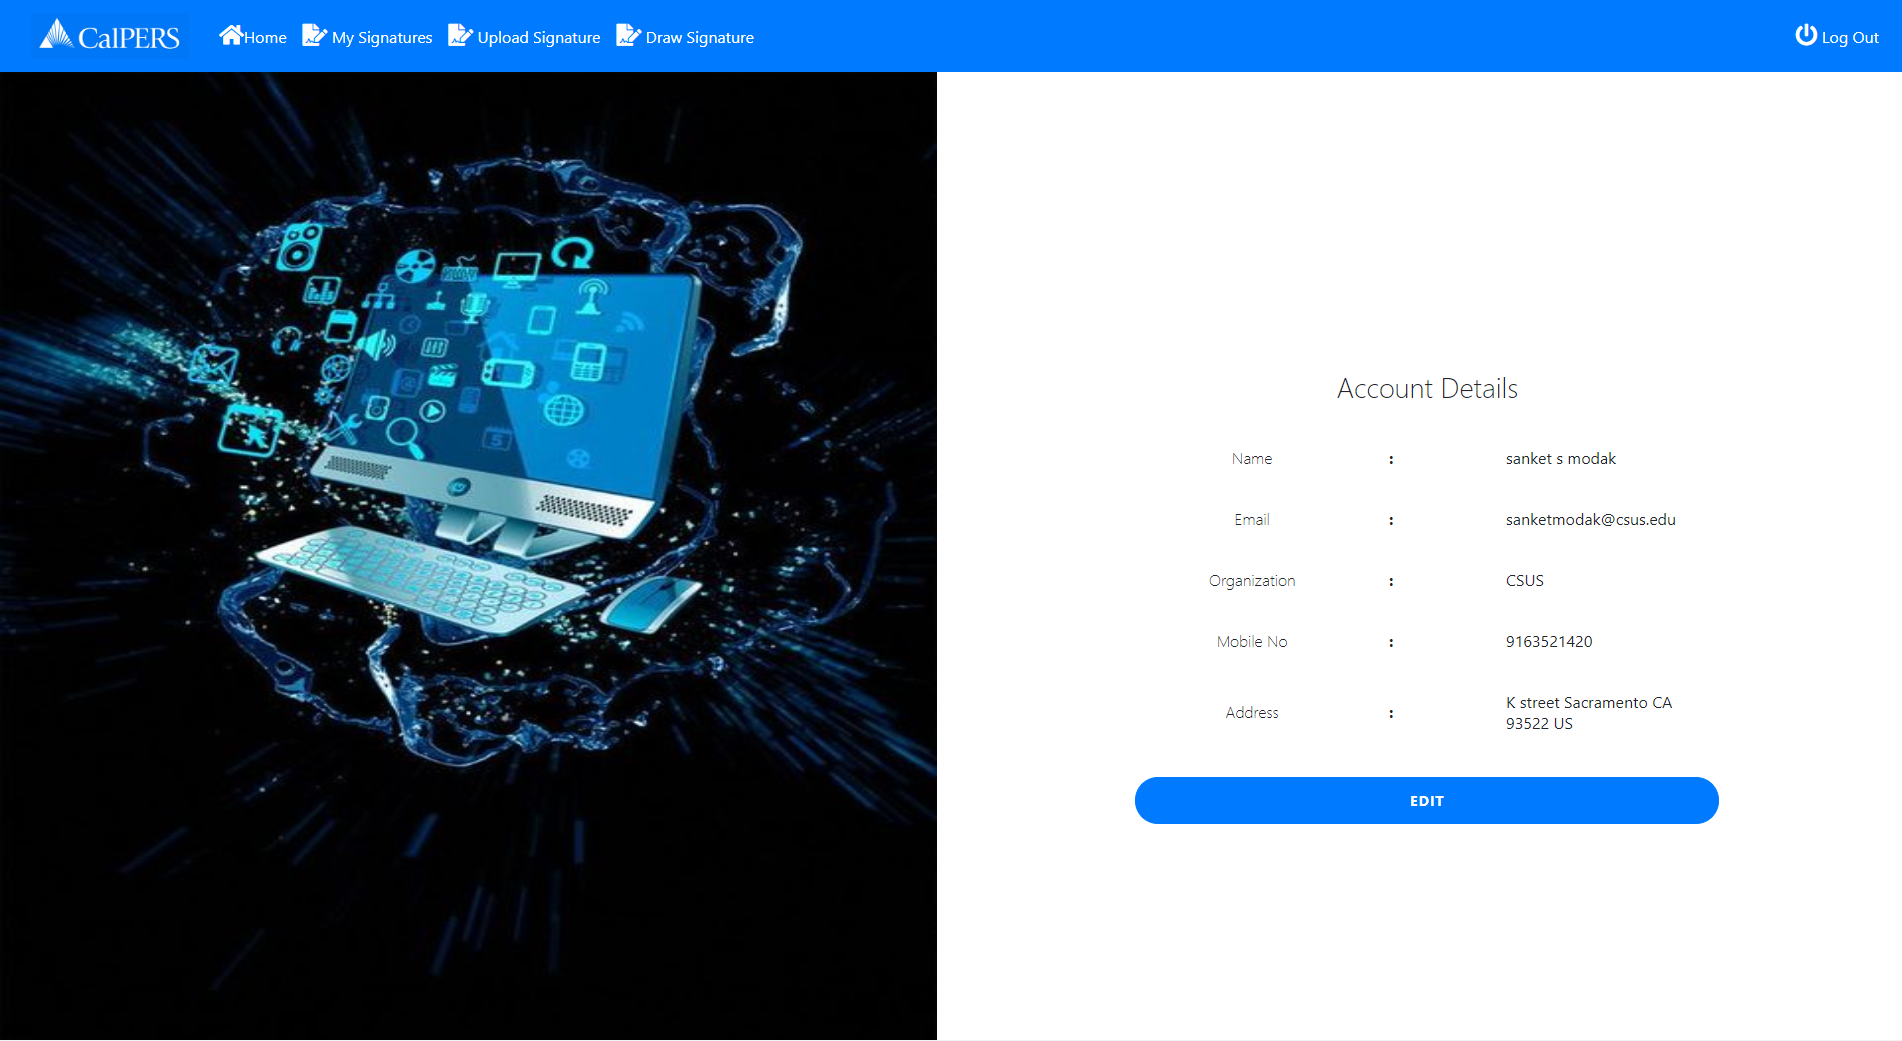 CalPERS Home My Signatures Upload Signature Draw Signature Log Out
Account Details
Name : sanket s modak
Email : sanketmodak@csus.edu
Organization : CSUS
Mobile No : 9163521420
Address : K street Sacramento CA
93522 US
EDIT
5